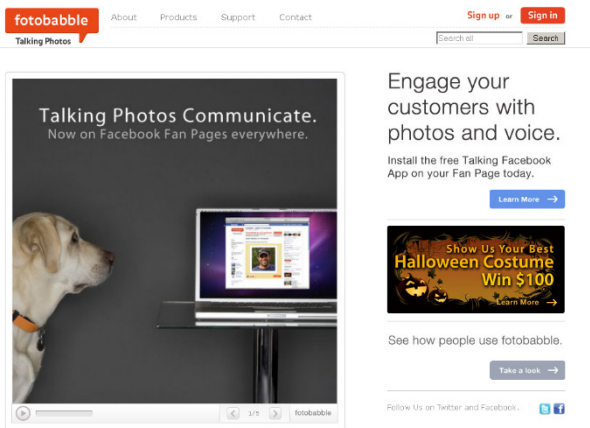 fotobabble
Talking Photos
About Products Support Contact
Sign up or Sign in
Search all Search
Talking Photos Communicate.
Now on Facebook Fan Pages everywhere.
1/5 fotobabble
Engage your
customers with
photos and voice.
Install the free Talking Facebook
App on your Fan Page today.
Learn More →
Show Us Your Best
Halloween Costume
Win $100
Learn More →
See how people use fotobabble.
Take a look →
Follow Us on Twitter and Facebook.